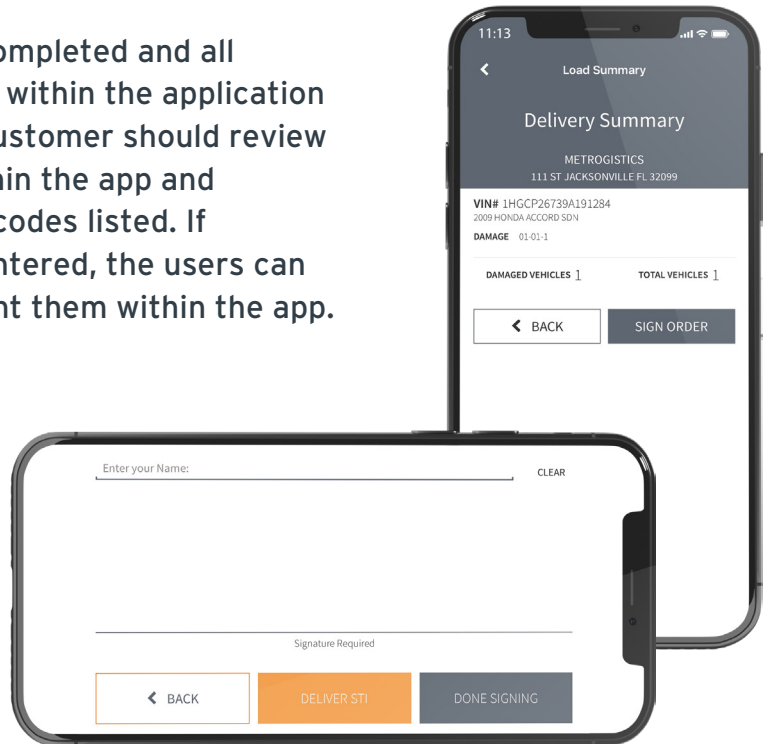 ompleted and all
within the application
ustomer should review
in the app and
codes listed. If
ntered, the users can
nt them within the app.
11:13
Load Summary
Delivery Summary
METROGISTICS
111 ST JACKSONVILLE FL 32099
VIN# 1HGCP26739A191284
2009 HONDA ACCORD SDN
DAMAGE 01-01-1
DAMAGED VEHICLES 1 TOTAL VEHICLES 1
BACK SIGN ORDER
Enter your Name: CLEAR
Signature Required
BACK DELIVER STI DONE SIGNING